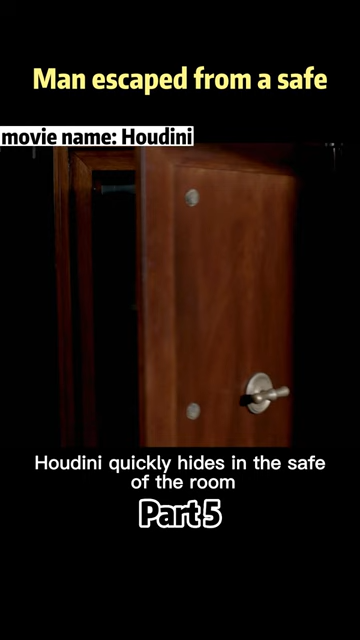 Man escaped from a safe
movie name: Houdini
Houdini quickly hides in the safe
of the room
Part 5